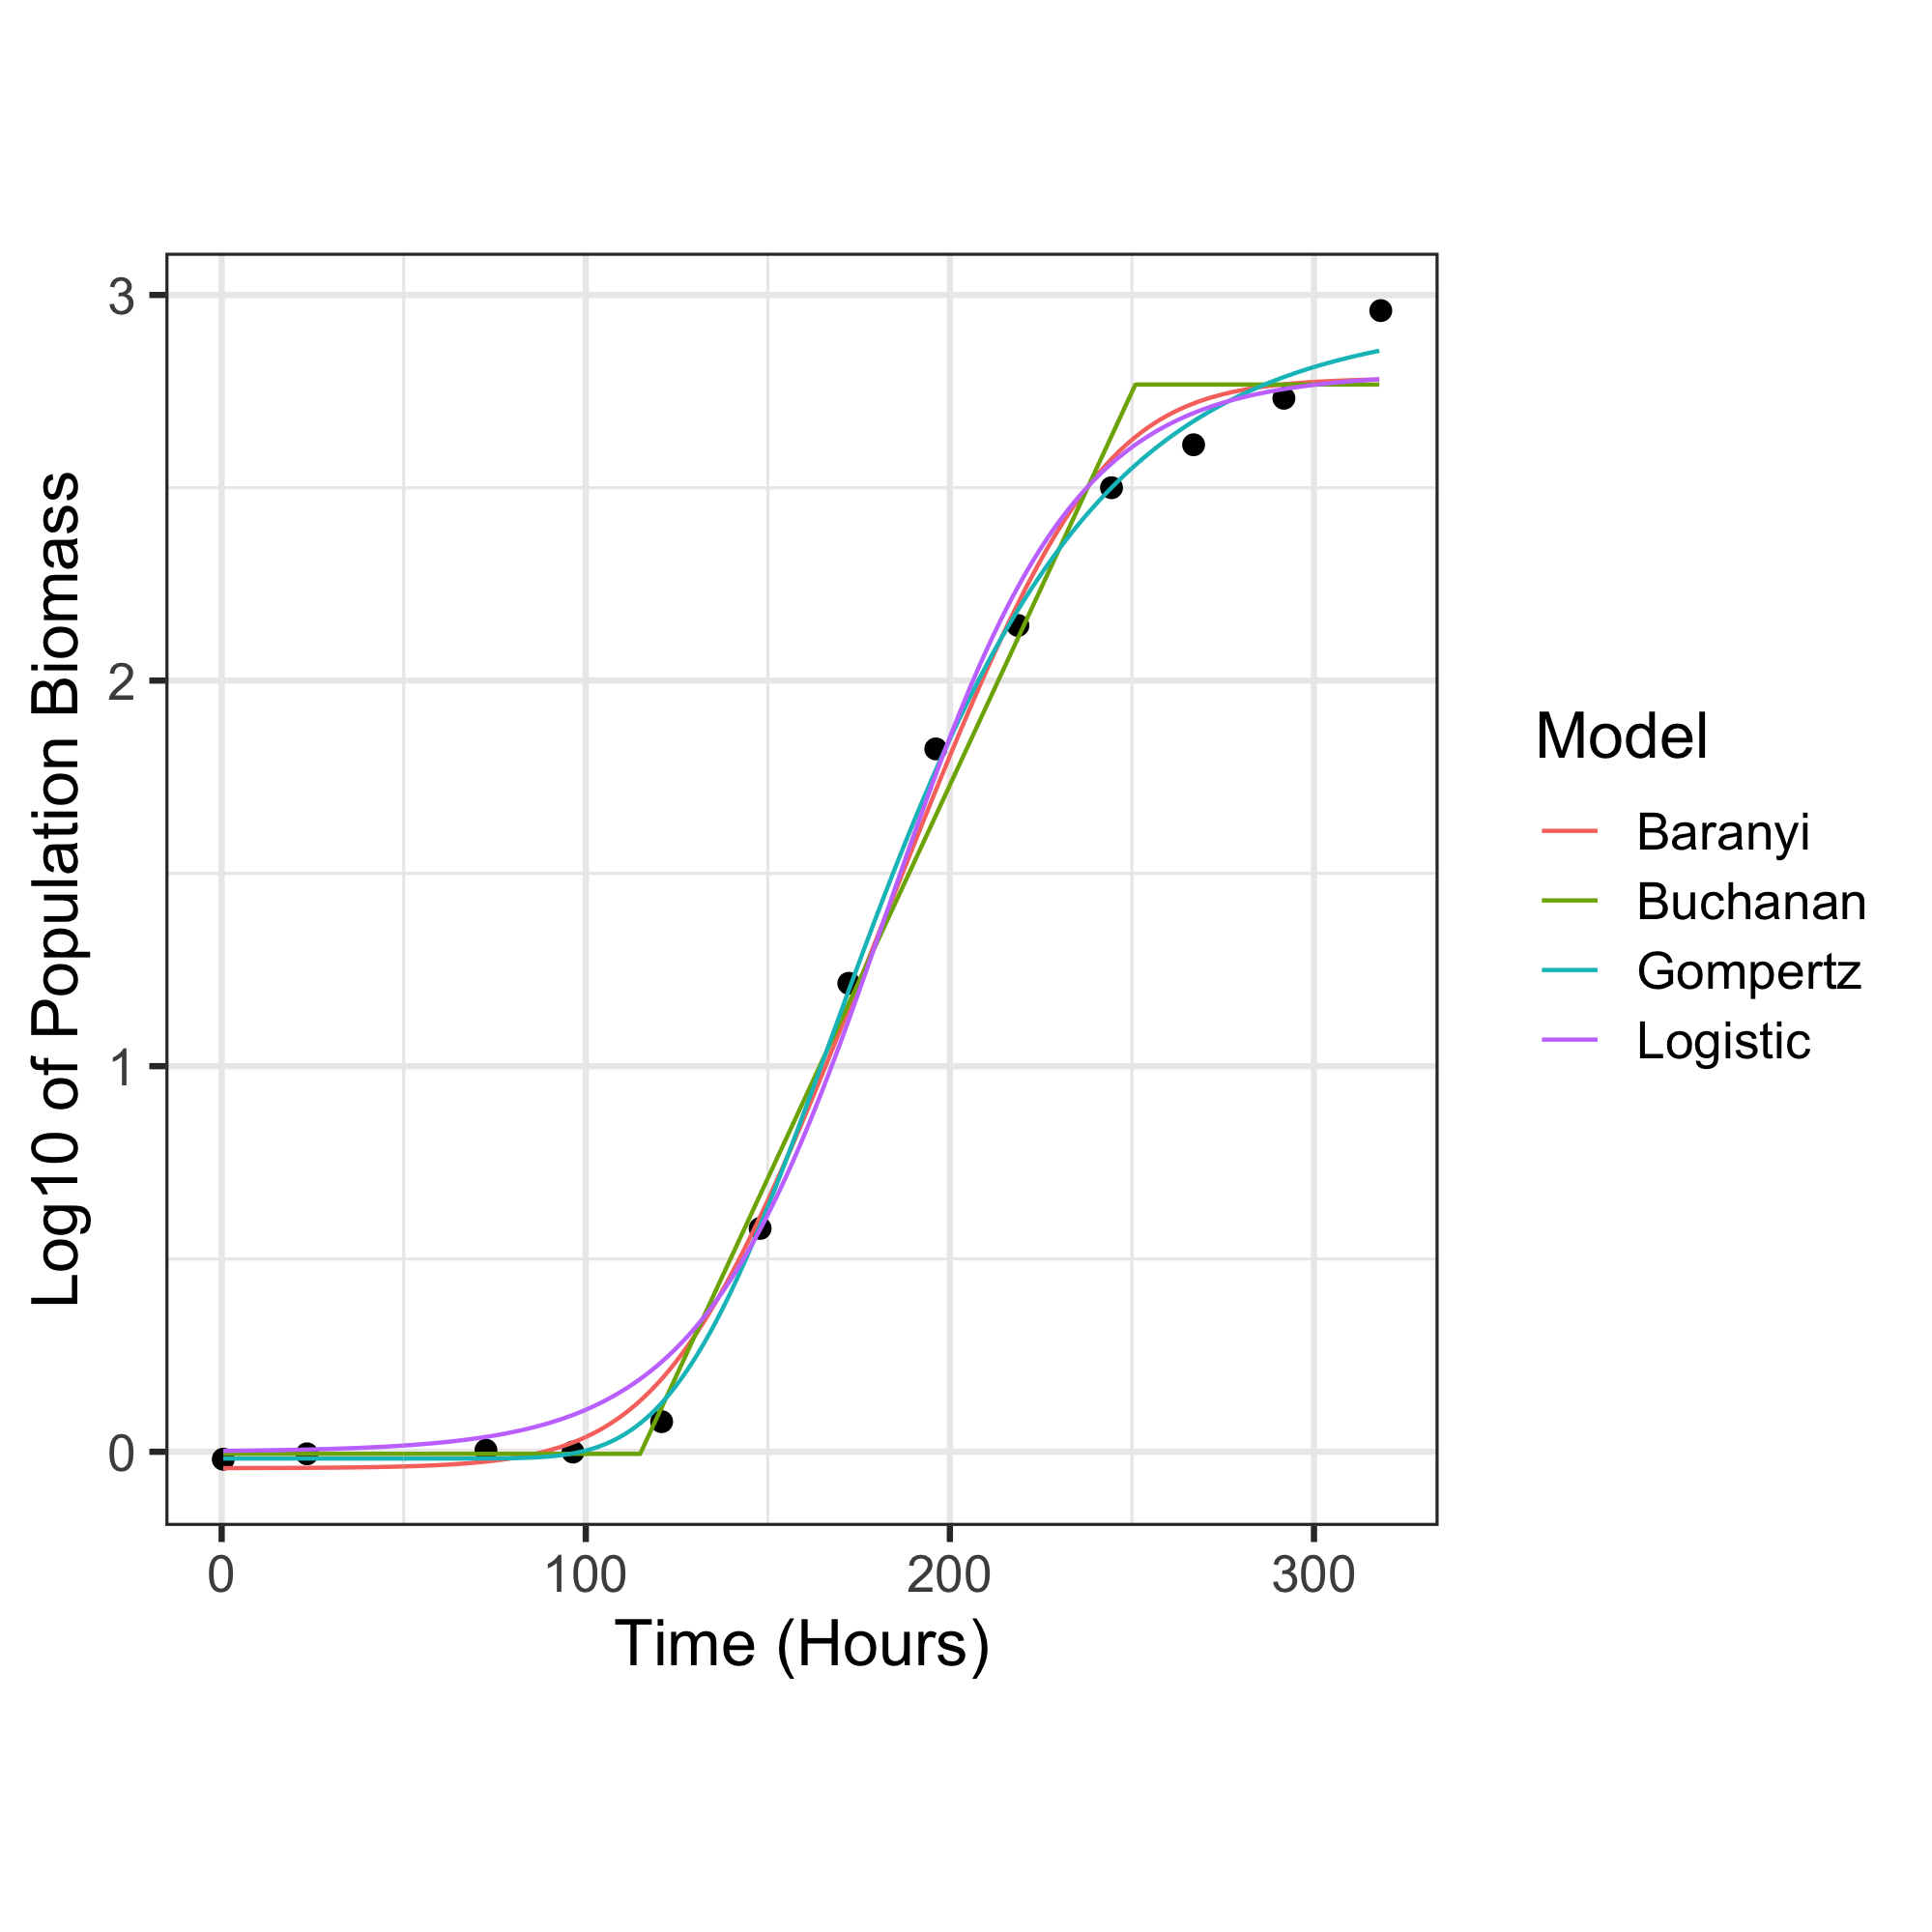 Log10 of Population Biomass
3
2
1
0
0 100 200 300
Time (Hours)
Model
Baranyi
Buchanan
Gompertz
Logistic